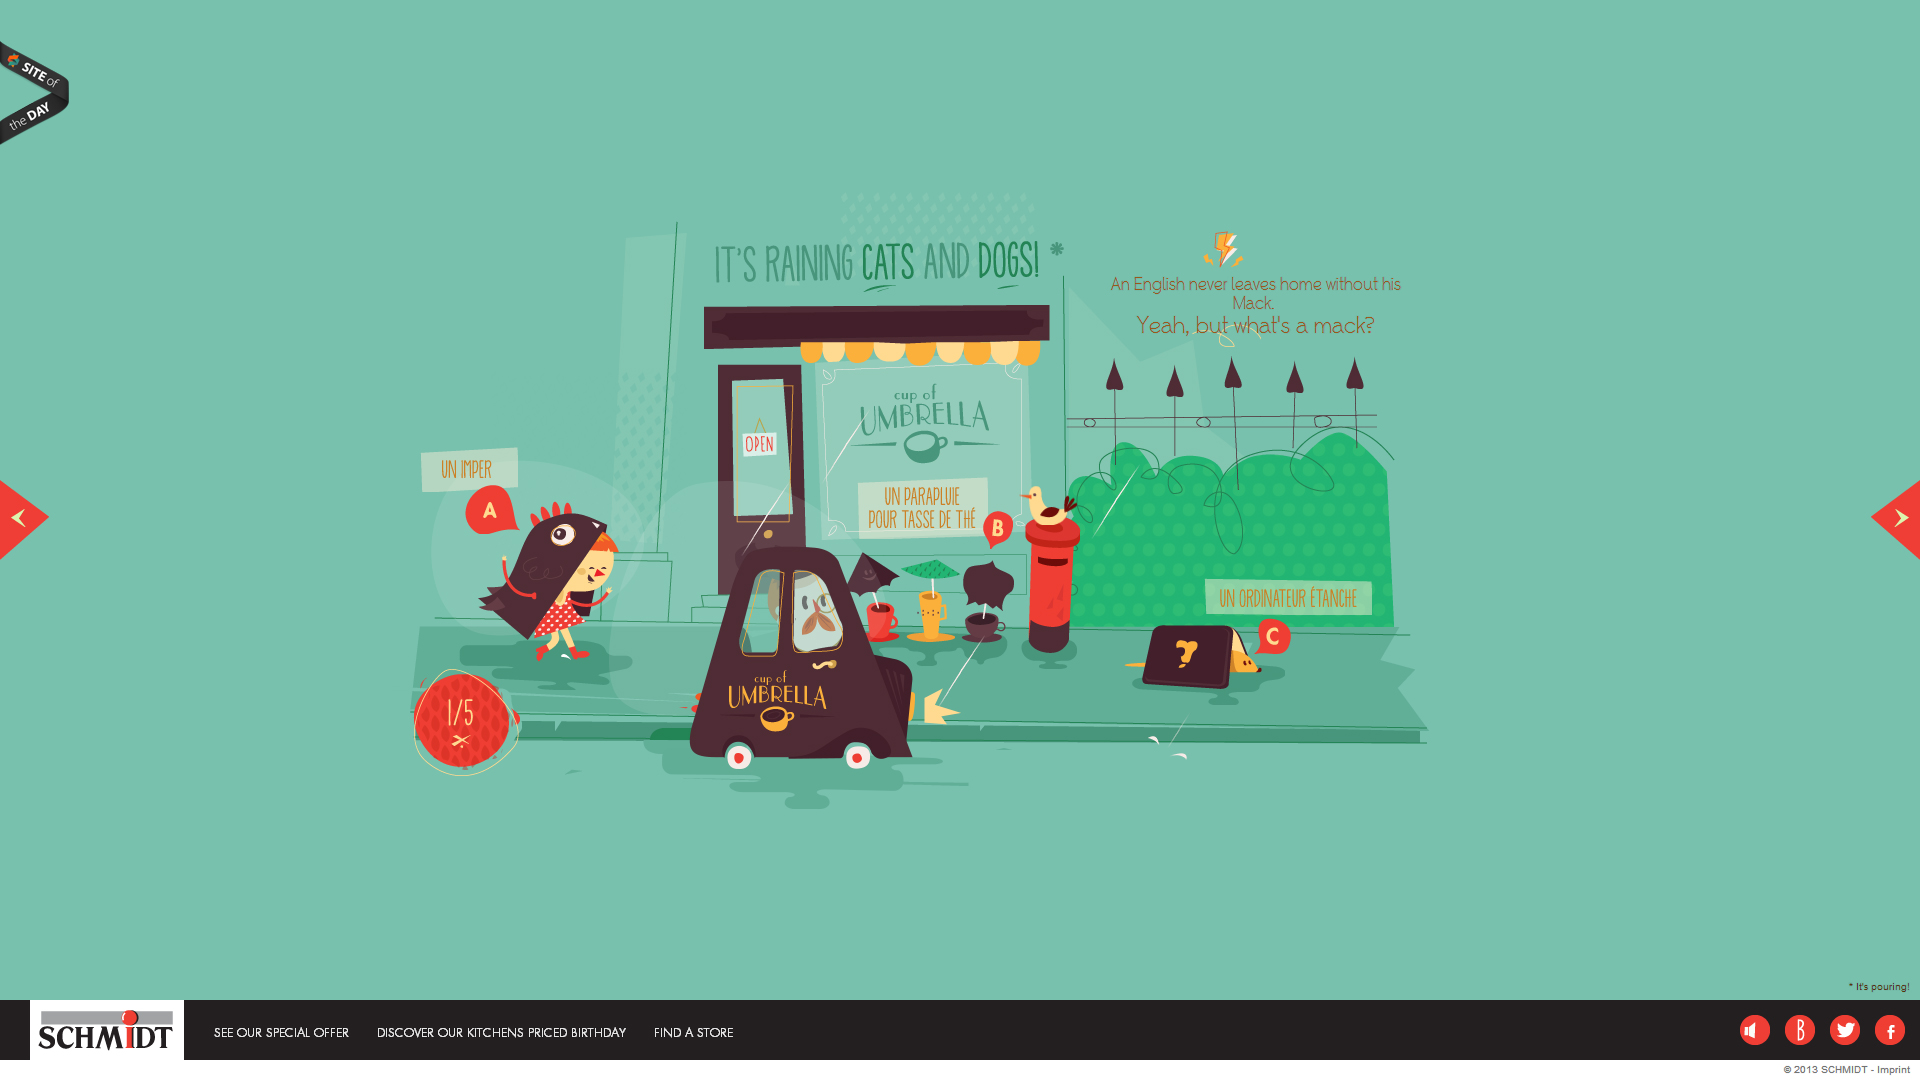 SITE of
the DAY
IT'S RAINING CATS AND DOGS! *
An English never leaves home without his
Mack.
Yeah, but what's a mack?
cup of
UMBRELLA
OPEN
UN IMPER
A
UN PARAPLUIE
POUR TASSE DE THÉ
B
UN ORDINATEUR ÉTANCHE
C
cup of
UMBRELLA
1/5
* It's pouring!
SCHMIDT
SEE OUR SPECIAL OFFER
DISCOVER OUR KITCHENS PRICED BIRTHDAY
FIND A STORE
B
© 2013 SCHMIDT - Imprint